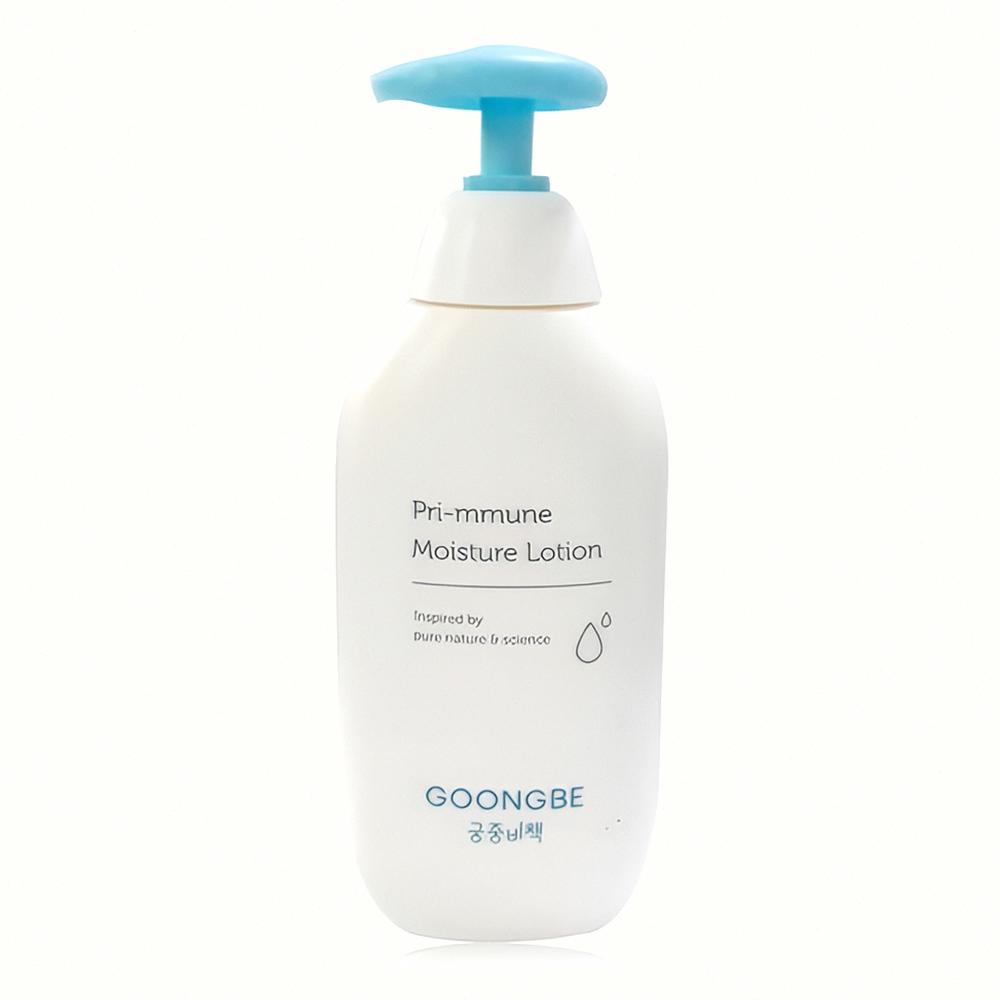 Pri-mmune
Moisture Lotion
Inspired by
pure nature & science
GOONGBE
궁중비책